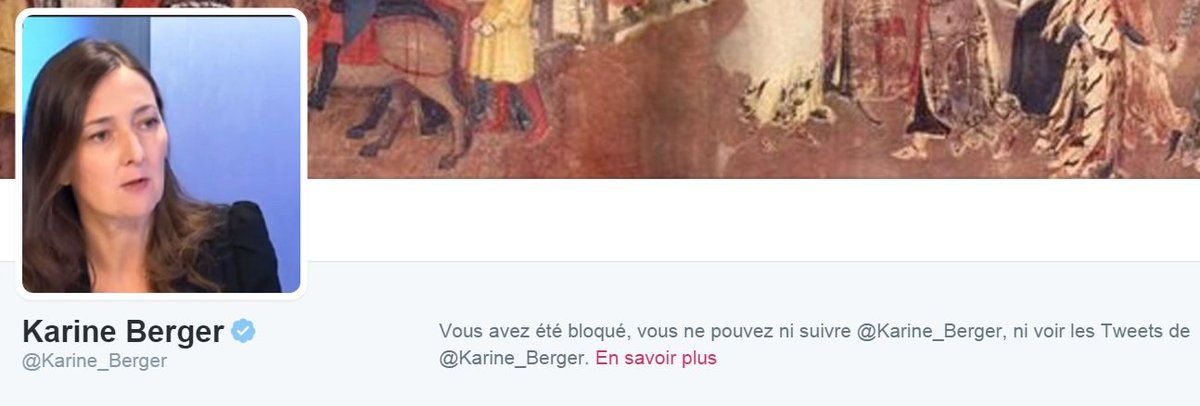 Karine Berger
@Karine_Berger
Vous avez été bloqué, vous ne pouvez ni suivre @Karine_Berger, ni voir les Tweets de
@Karine_Berger. En savoir plus